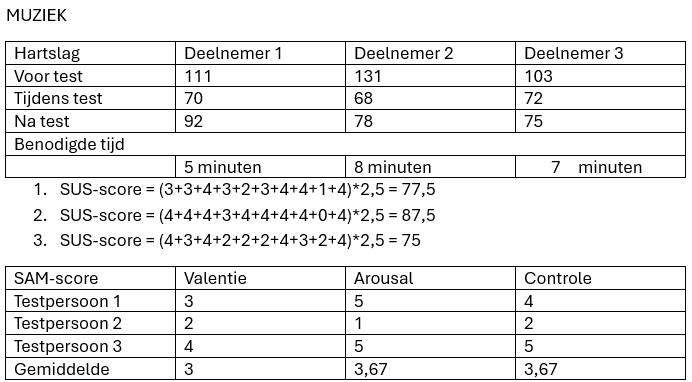 MUZIEK
Hartslag Deelnemer 1 Deelnemer 2 Deelnemer 3
Voor test 111 131 103
Tijdens test 70 68 72
Na test 92 78 75
Benodigde tijd
5 minuten 8 minuten 7 minuten
1. SUS-score = (3+3+4+3+2+3+4+4+1+4)*2,5 = 77,5
2. SUS-score = (4+4+4+3+4+4+4+4+0+4)*2,5 = 87,5
3. SUS-score = (4+3+4+2+2+2+4+3+2+4)*2,5 = 75
SAM-score Valentie Arousal Controle
Testpersoon 1 3 5 4
Testpersoon 2 2 1 2
Testpersoon 3 4 5 5
Gemiddelde 3 3,67 3,67